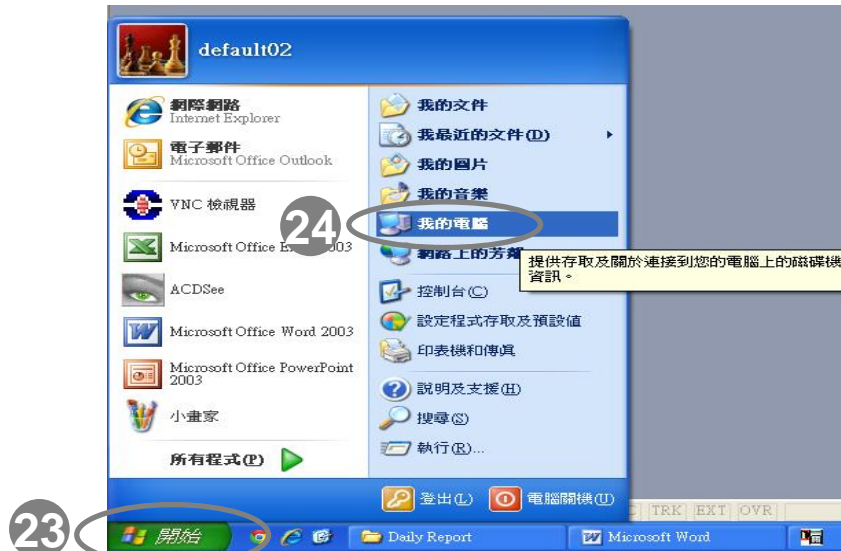 default02
網際網路
Internet Explorer
電子郵件
Microsoft Office Outlook
VNC 檢視器
Microsoft Office E 003
ACDSee
Microsoft Office Word 2003
Microsoft Office PowerPoint
2003
小畫家
所有程式(P)
我的文件
我最近的文件(D)
我的圖片
我的音樂
24
我的電腦
網路上的芳
提供存取及關於連接到您的電腦上的磁碟機
資訊。
控制台(C)
設定程式存取及預設值
印表機和傳真
說明及支援(H)
搜尋(S)
執行(R)...
登出(L)
電腦關機(U)
TRK EXT OVR
23
開始
Daily Report
Microsoft Word